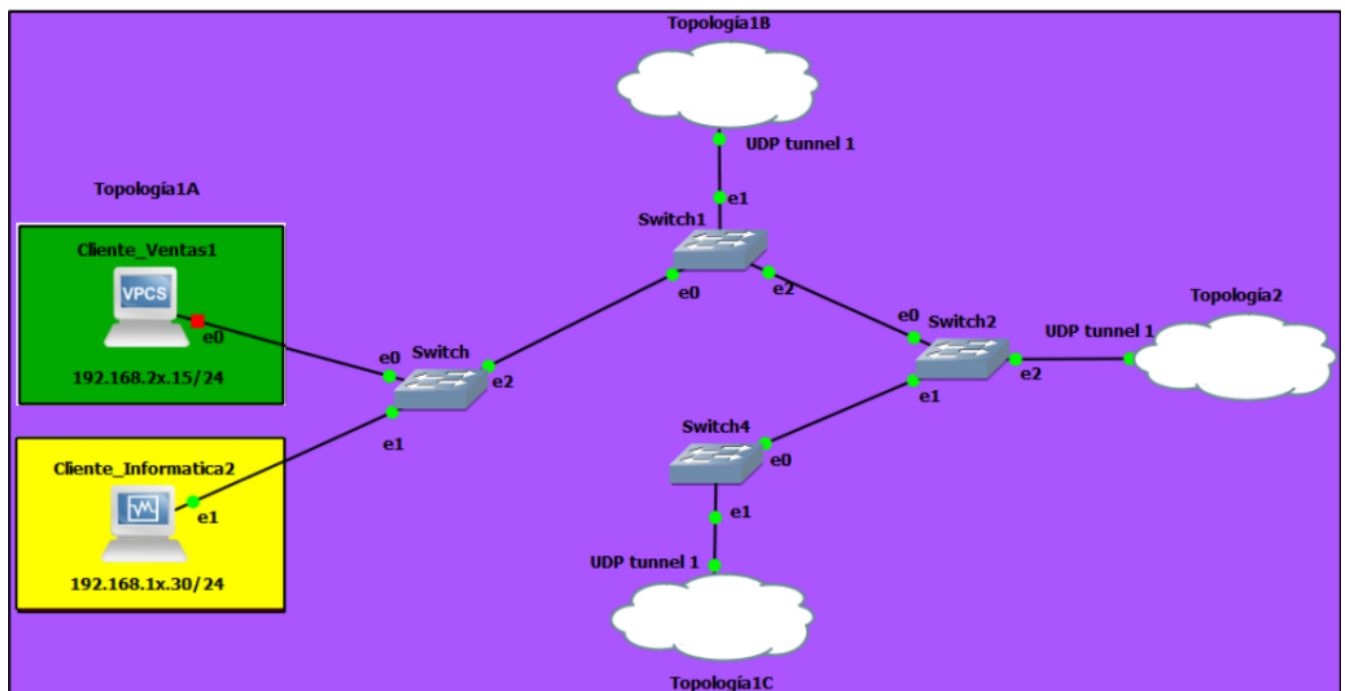 Topología1B
UDP tunnel 1
e1
Switch1
e0
e2
Topología1A
Cliente_Ventas1
VPCS
e0
192.168.2x.15/24
e0
Switch
e2
e1
Cliente_Informatica2
e1
192.168.1x.30/24
e0
Switch2
e1
e2
UDP tunnel 1
Topología2
Switch4
e0
e1
UDP tunnel 1
Topología1C